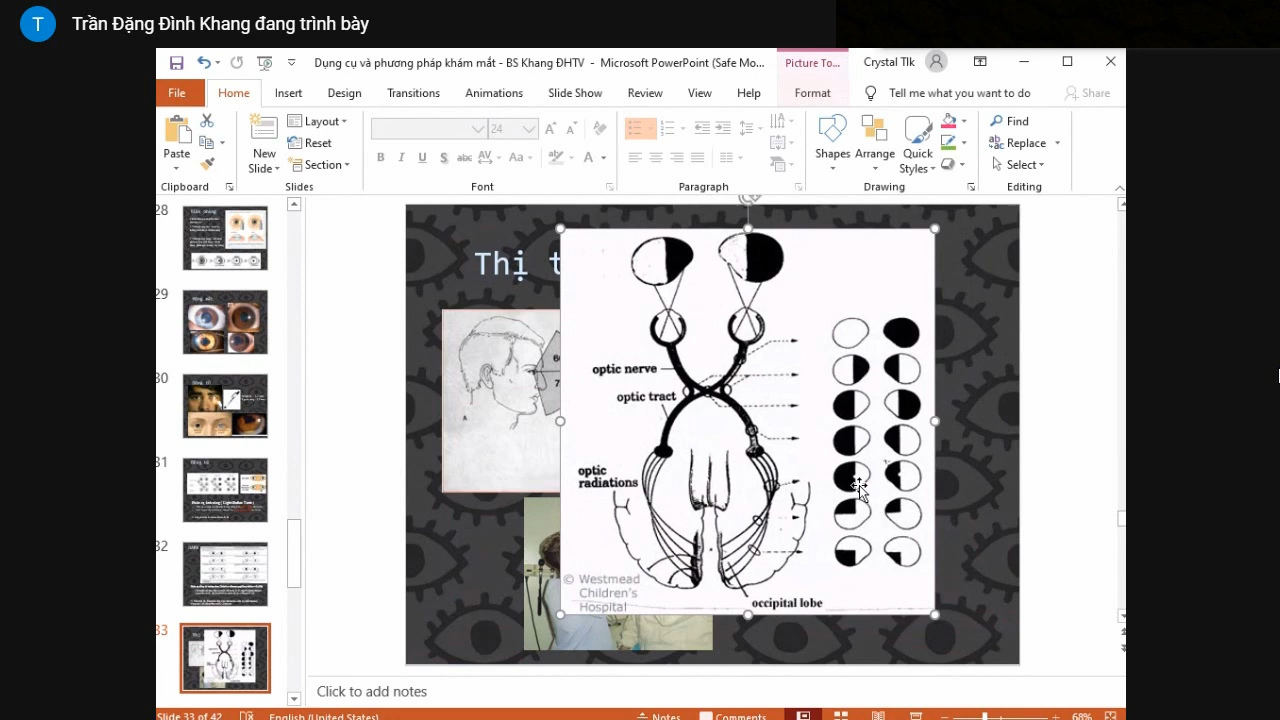 T
Trần Đặng Đình Khang đang trình bày
Dụng cụ và phương pháp khám mắt - BS Khang ĐHTV - Microsoft PowerPoint (Safe Mo...
Picture To...
Crystal Tlk
File
Home
Insert
Design
Transitions
Animations
Slide Show
Review
View
Help
Format
Tell me what you want to do
Share
Paste
New
Slide
Layout
Reset
Section
24
B I U S abc AV Aa
A
Shapes
Arrange
Quick
Styles
Find
Replace
Select
Clipboard
Slides
Font
Paragraph
Drawing
Editing
28
29
30
31
32
33
Thị t
A
optic nerve
optic tract
optic
radiations
© Westmead
Children's
Hospital
occipital lobe
Click to add notes
Slide 33 of 42
English (United States)
Notes
Comments
68%